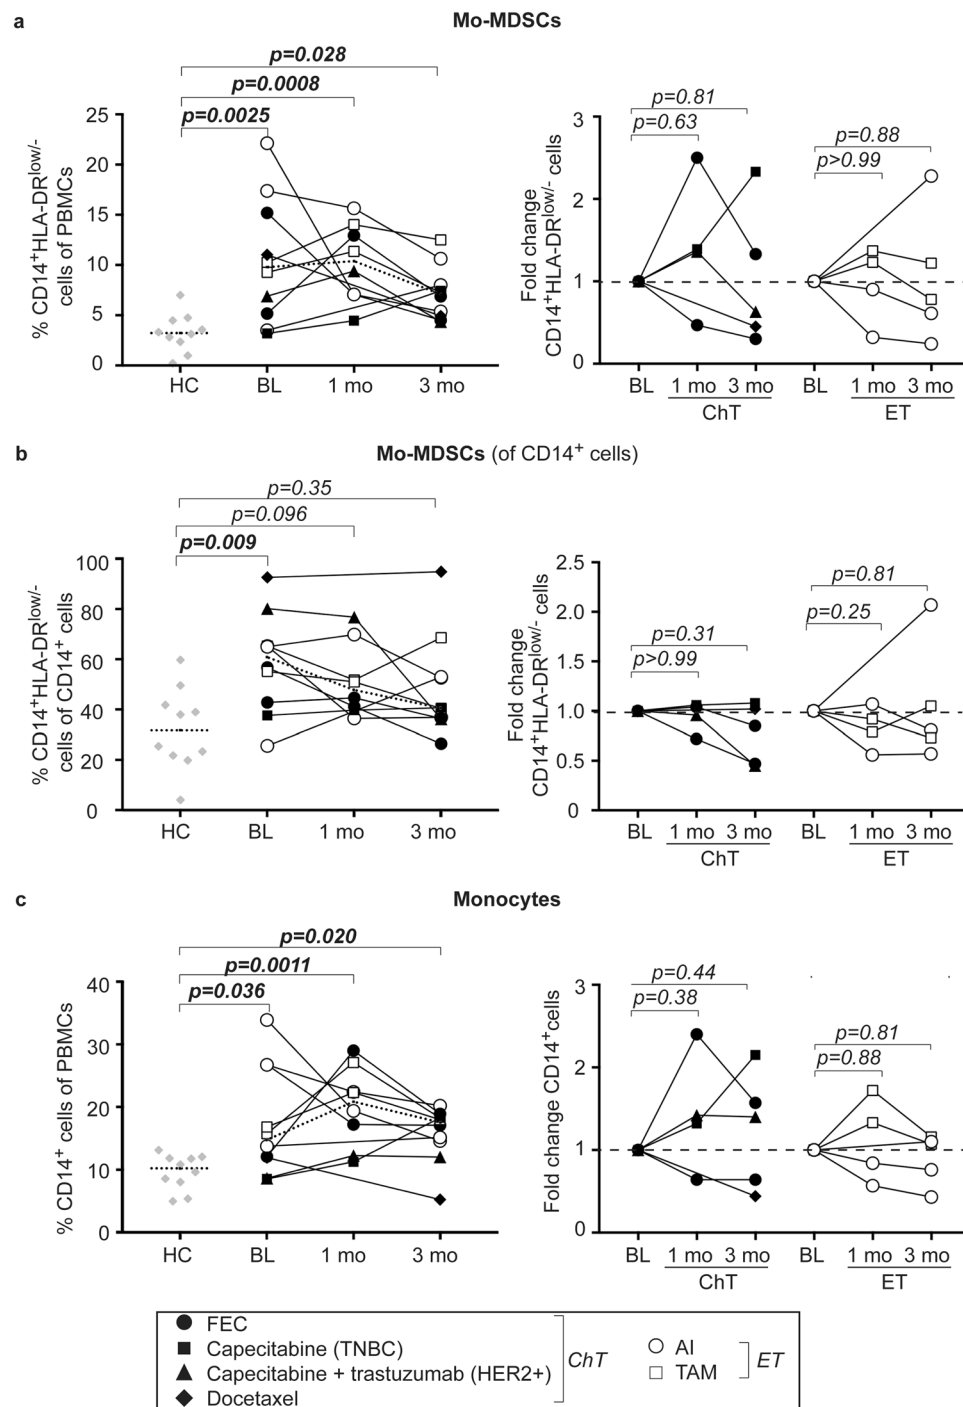 a
Mo-MDSCs
p=0.028
p=0.0008
p=0.0025
% CD14+HLA-DRlow/-
cells of PBMCs
25
20
15
10
5
0
HC BL 1 mo 3 mo
p=0.81
p=0.63
p=0.88
p>0.99
Fold change
CD14+HLA-DRlow/- cells
3
2
1
0
BL 1 mo 3 mo BL 1 mo 3 mo
ChT ET
b
Mo-MDSCs (of CD14+ cells)
p=0.35
p=0.096
p=0.009
% CD14+HLA-DRlow/-
cells of CD14+ cells
100
80
60
40
20
0
HC BL 1 mo 3 mo
p=0.31
p>0.99
p=0.81
p=0.25
Fold change
CD14+HLA-DRlow/- cells
2.5
2.0
1.5
1.0
0.5
0
BL 1 mo 3 mo BL 1 mo 3 mo
ChT ET
c
Monocytes
p=0.020
p=0.0011
p=0.036
% CD14+ cells of PBMCs
40
30
20
10
0
HC BL 1 mo 3 mo
p=0.44
p=0.38
p=0.81
p=0.88
Fold change CD14+cells
3
2
1
0
BL 1 mo 3 mo BL 1 mo 3 mo
ChT ET
FEC
Capecitabine (TNBC)
Capecitabine + trastuzumab (HER2+)
Docetaxel
ChT
AI
TAM
ET